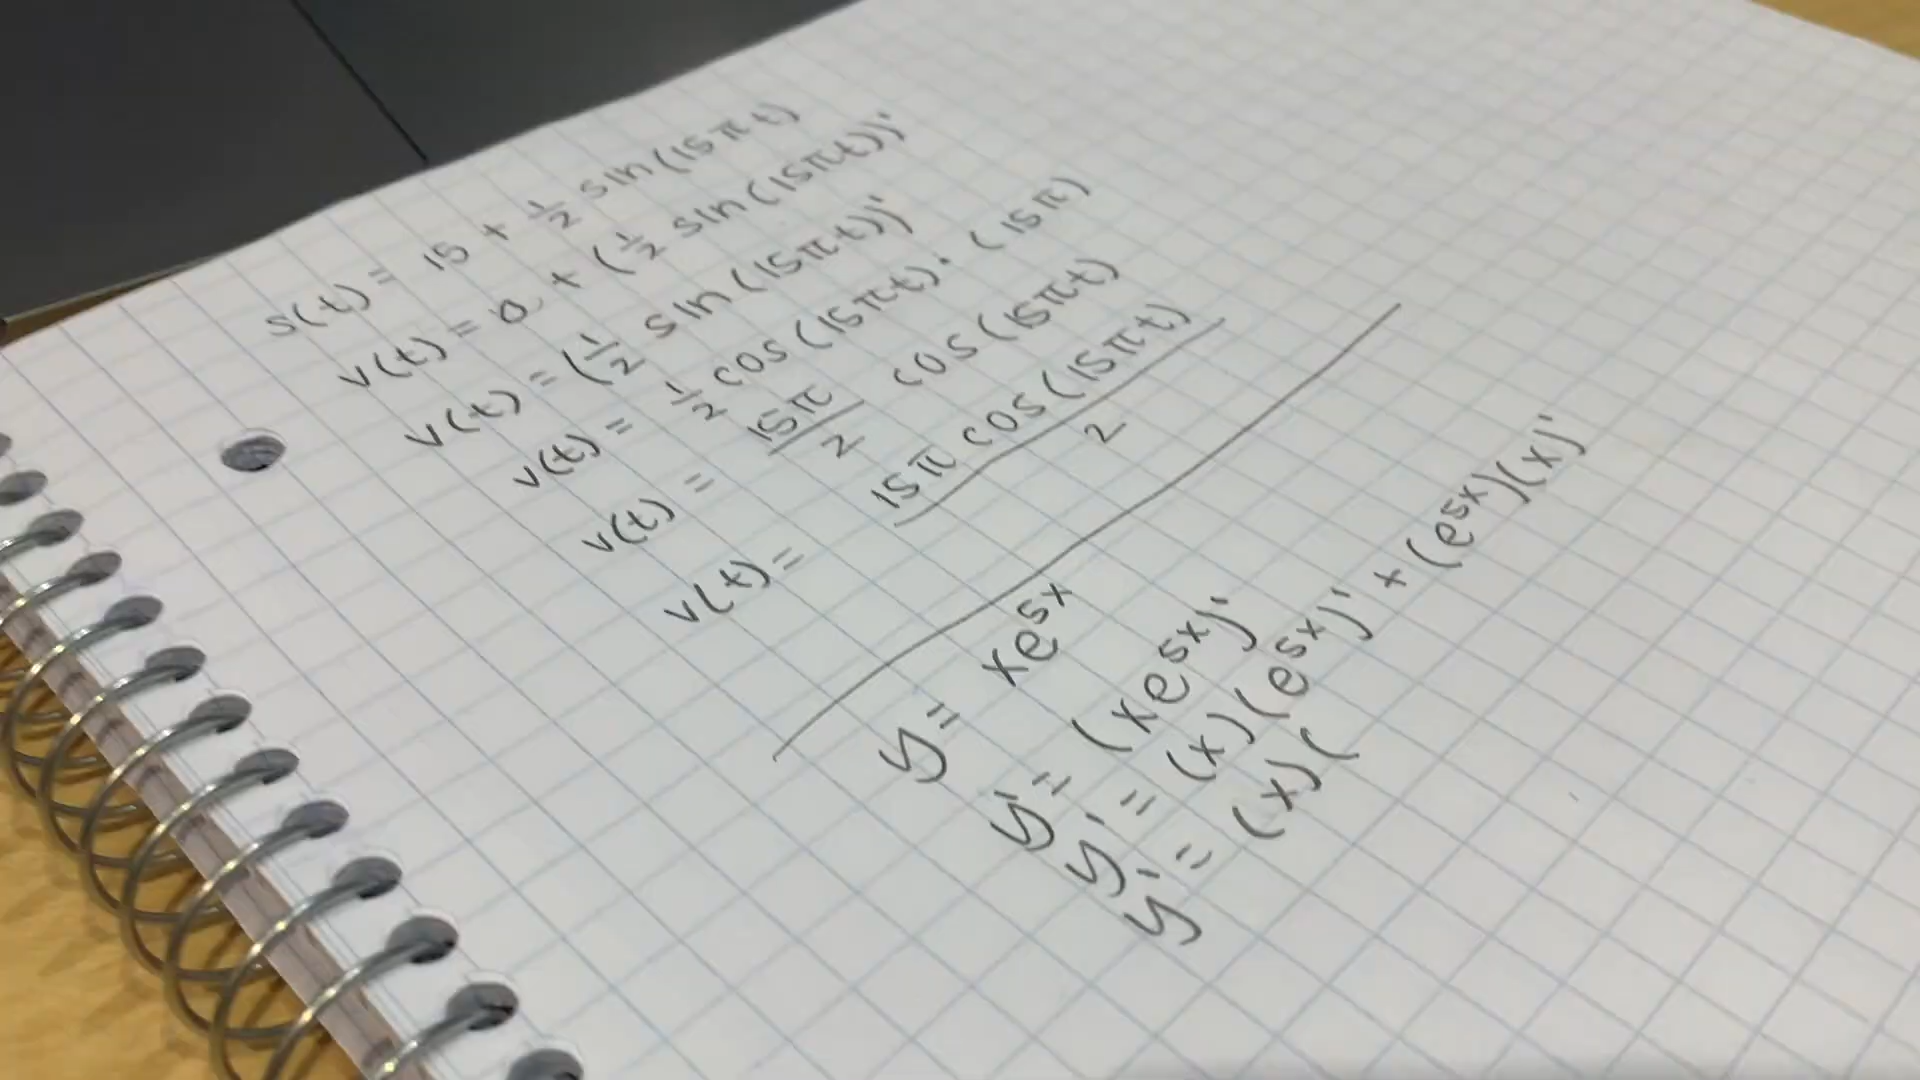 s(t) = 15 + 1/2 sin(15πt)
v(t) = 0 + (1/2 sin(15πt))'
v(t) = (1/2 sin(15πt))'
v(t) = 1/2 cos(15πt) · (15π)
v(t) = 15π/2 cos(15πt)
v(t) = 15π cos(15πt)/2
y = xe^5x
y' = (xe^5x)'
y' = (x)(e^5x)' + (e^5x)(x)'
y' = (x)(